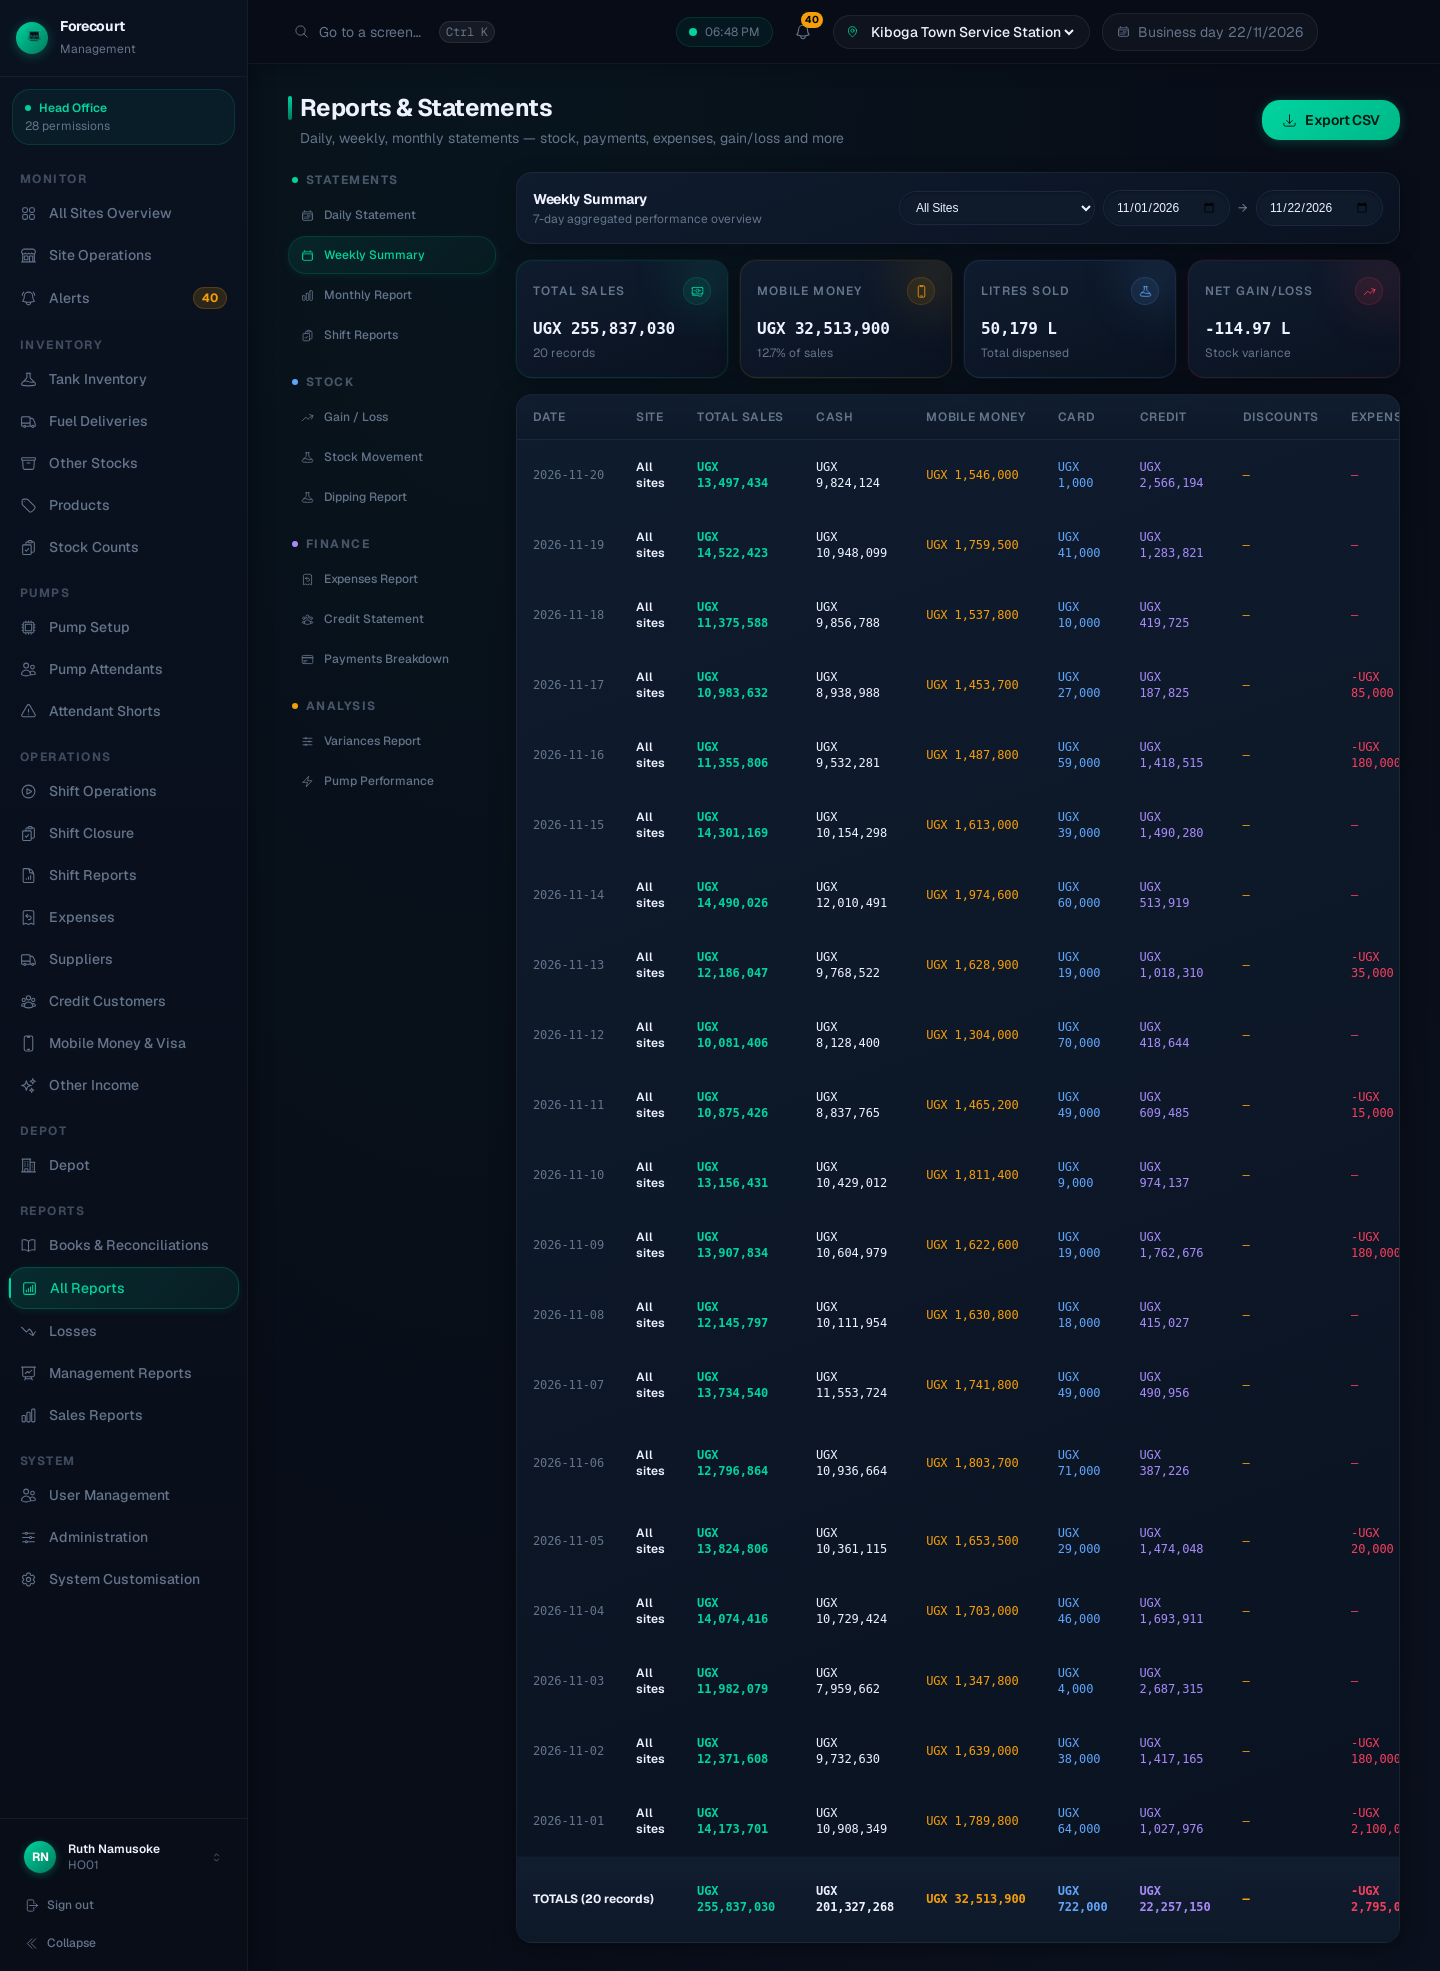 Forecourt
Management
Head Office
28 permissions
MONITOR
All Sites Overview
Site Operations
Alerts 40
INVENTORY
Tank Inventory
Fuel Deliveries
Other Stocks
Products
Stock Counts
PUMPS
Pump Setup
Pump Attendants
Attendant Shorts
OPERATIONS
Shift Operations
Shift Closure
Shift Reports
Expenses
Suppliers
Credit Customers
Mobile Money & Visa
Other Income
DEPOT
Depot
REPORTS
Books & Reconciliations
All Reports
Losses
Management Reports
Sales Reports
SYSTEM
User Management
Administration
System Customisation
RN
Ruth Namusoke
HO01
Sign out
Collapse
Go to a screen... Ctrl K
06:48 PM
40
Kiboga Town Service Station
Business day 22/11/2026
Reports & Statements
Daily, weekly, monthly statements — stock, payments, expenses, gain/loss and more
Export CSV
STATEMENTS
Daily Statement
Weekly Summary
Monthly Report
Shift Reports
STOCK
Gain / Loss
Stock Movement
Dipping Report
FINANCE
Expenses Report
Credit Statement
Payments Breakdown
ANALYSIS
Variances Report
Pump Performance
Weekly Summary
7-day aggregated performance overview
All Sites
11/01/2026 → 11/22/2026
TOTAL SALES
UGX 255,837,030
20 records
MOBILE MONEY
UGX 32,513,900
12.7% of sales
LITRES SOLD
50,179 L
Total dispensed
NET GAIN/LOSS
-114.97 L
Stock variance
DATE SITE TOTAL SALES CASH MOBILE MONEY CARD CREDIT DISCOUNTS EXPENS
2026-11-20 All sites UGX 13,497,434 UGX 9,824,124 UGX 1,546,000 UGX 1,000 UGX 2,566,194 — —
2026-11-19 All sites UGX 14,522,423 UGX 10,948,099 UGX 1,759,500 UGX 41,000 UGX 1,283,821 — —
2026-11-18 All sites UGX 11,375,588 UGX 9,856,788 UGX 1,537,800 UGX 10,000 UGX 419,725 — —
2026-11-17 All sites UGX 10,983,632 UGX 8,938,988 UGX 1,453,700 UGX 27,000 UGX 187,825 — -UGX 85,000
2026-11-16 All sites UGX 11,355,806 UGX 9,532,281 UGX 1,487,800 UGX 59,000 UGX 1,418,515 — -UGX 180,000
2026-11-15 All sites UGX 14,301,169 UGX 10,154,298 UGX 1,613,000 UGX 39,000 UGX 1,490,280 — —
2026-11-14 All sites UGX 14,490,026 UGX 12,010,491 UGX 1,974,600 UGX 60,000 UGX 513,919 — —
2026-11-13 All sites UGX 12,186,047 UGX 9,768,522 UGX 1,628,900 UGX 19,000 UGX 1,018,310 — -UGX 35,000
2026-11-12 All sites UGX 10,081,406 UGX 8,128,400 UGX 1,304,000 UGX 70,000 UGX 418,644 — —
2026-11-11 All sites UGX 10,875,426 UGX 8,837,765 UGX 1,465,200 UGX 49,000 UGX 609,485 — -UGX 15,000
2026-11-10 All sites UGX 13,156,431 UGX 10,429,012 UGX 1,811,400 UGX 9,000 UGX 974,137 — —
2026-11-09 All sites UGX 13,907,834 UGX 10,604,979 UGX 1,622,600 UGX 19,000 UGX 1,762,676 — -UGX 180,000
2026-11-08 All sites UGX 12,145,797 UGX 10,111,954 UGX 1,630,800 UGX 18,000 UGX 415,027 — —
2026-11-07 All sites UGX 13,734,540 UGX 11,553,724 UGX 1,741,800 UGX 49,000 UGX 490,956 — —
2026-11-06 All sites UGX 12,796,864 UGX 10,936,664 UGX 1,803,700 UGX 71,000 UGX 387,226 — —
2026-11-05 All sites UGX 13,824,806 UGX 10,361,115 UGX 1,653,500 UGX 29,000 UGX 1,474,048 — -UGX 20,000
2026-11-04 All sites UGX 14,074,416 UGX 10,729,424 UGX 1,703,000 UGX 46,000 UGX 1,693,911 — —
2026-11-03 All sites UGX 11,982,079 UGX 7,959,662 UGX 1,347,800 UGX 4,000 UGX 2,687,315 — —
2026-11-02 All sites UGX 12,371,608 UGX 9,732,630 UGX 1,639,000 UGX 38,000 UGX 1,417,165 — -UGX 180,000
2026-11-01 All sites UGX 14,173,701 UGX 10,908,349 UGX 1,789,800 UGX 64,000 UGX 1,027,976 — -UGX 2,100,0
TOTALS (20 records) UGX 255,837,030 UGX 201,327,268 UGX 32,513,900 UGX 722,000 UGX 22,257,150 — -UGX 2,795,0